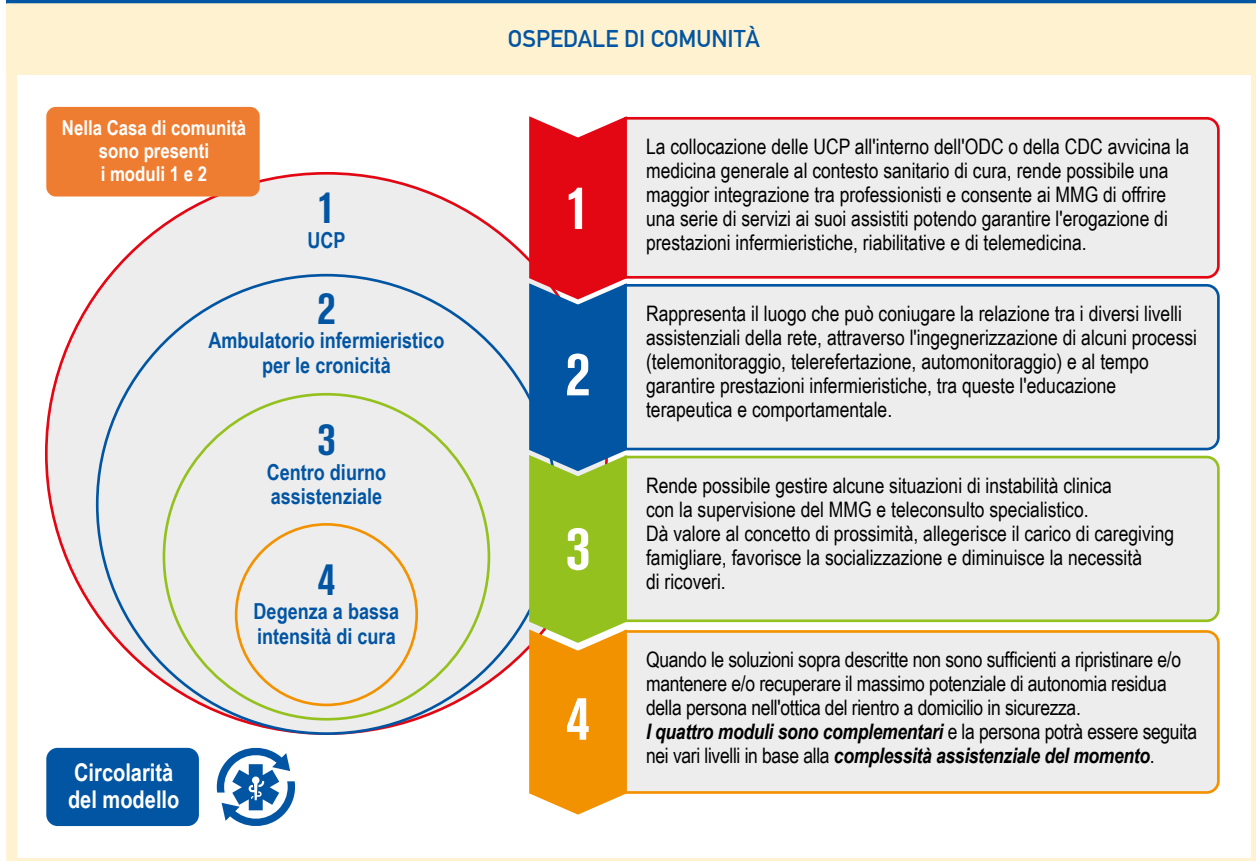 OSPEDALE DI COMUNITÀ
Nella Casa di comunità
sono presenti
i moduli 1 e 2
1
UCP
2
Ambulatorio infermieristico
per le cronicità
3
Centro diurno
assistenziale
4
Degenza a bassa
intensità di cura
Circolarità
del modello
1
La collocazione delle UCP all'interno dell'ODC o della CDC avvicina la
medicina generale al contesto sanitario di cura, rende possibile una
maggior integrazione tra professionisti e consente ai MMG di offrire
una serie di servizi ai suoi assistiti potendo garantire l'erogazione di
prestazioni infermieristiche, riabilitative e di telemedicina.
2
Rappresenta il luogo che può coniugare la relazione tra i diversi livelli
assistenziali della rete, attraverso l'ingegnerizzazione di alcuni processi
(telemonitoraggio, telerefertazione, automonitoraggio) e al tempo
garantire prestazioni infermieristiche, tra queste l'educazione
terapeutica e comportamentale.
3
Rende possibile gestire alcune situazioni di instabilità clinica
con la supervisione del MMG e teleconsulto specialistico.
Dà valore al concetto di prossimità, allegerisce il carico di caregiving
famigliare, favorisce la socializzazione e diminuisce la necessità
di ricoveri.
4
Quando le soluzioni sopra descritte non sono sufficienti a ripristinare e/o
mantenere e/o recuperare il massimo potenziale di autonomia residua
della persona nell'ottica del rientro a domicilio in sicurezza.
I quattro moduli sono complementari e la persona potrà essere seguita
nei vari livelli in base alla complessità assistenziale del momento.